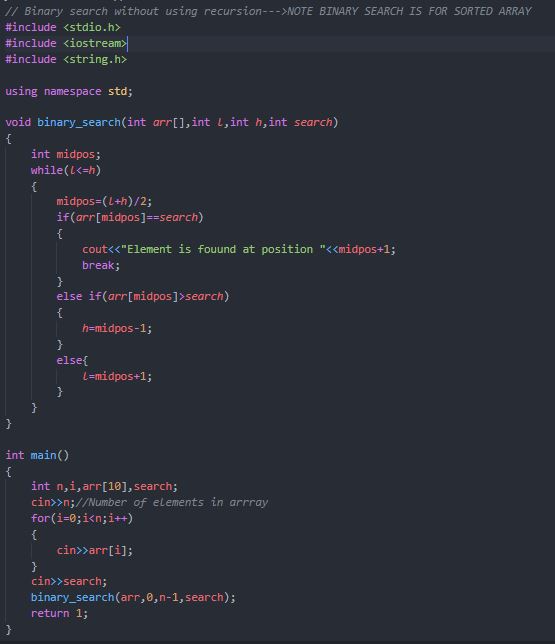 // Binary search without using recursion--->NOTE BINARY SEARCH IS FOR SORTED ARRAY
#include <stdio.h>
#include <iostream>
#include <string.h>

using namespace std;

void binary_search(int arr[],int l,int h,int search)
{
    int midpos;
    while(l<=h)
    {
        midpos=(l+h)/2;
        if(arr[midpos]==search)
        {
            cout<<"Element is fouund at position "<<midpos+1;
            break;
        }
        else if(arr[midpos]>search)
        {
            h=midpos-1;
        }
        else{
            l=midpos+1;
        }
    }
}

int main()
{
    int n,i,arr[10],search;
    cin>>n;//Number of elements in arrray
    for(i=0;i<n;i++)
    {
        cin>>arr[i];
    }
    cin>>search;
    binary_search(arr,0,n-1,search);
    return 1;
}